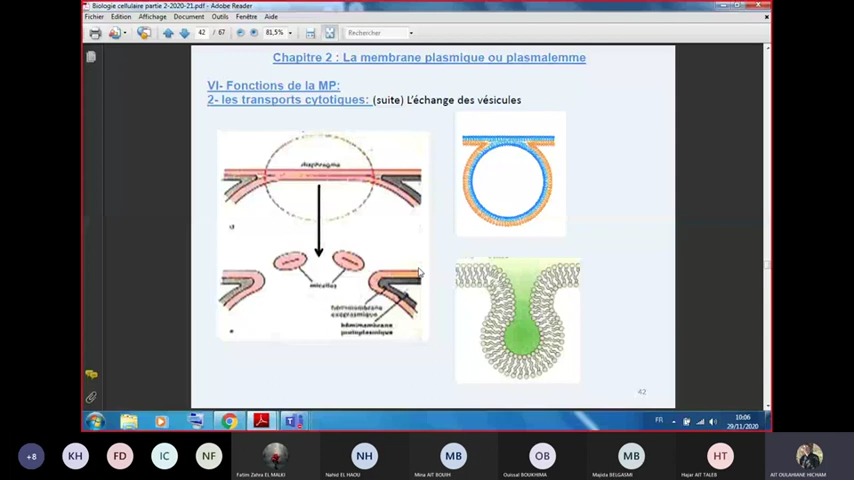 Biologie cellulaire partie 2-2020-21.pdf - Adobe Reader
Fichier Edition Affichage Document Outils Fenêtre Aide
42 / 67 81,5% Rechercher
Chapitre 2 : La membrane plasmique ou plasmalemme
VI- Fonctions de la MP:
2- les transports cytotiques: (suite) L'échange des vésicules
diaphragme
d
micelles
hémimembrane
exoplasmique
e
hémimembrane
protoplasmique
42
FR
10:06
29/11/2020
+8 KH FD IC NF NH MB OB MB HT
Fatim Zahra EL MALKI Nahid EL HAOU Mina AIT BOUIH Ouissal BOUKHIMA Majida BELGASMI Hajar AIT TALEB AIT OULAHIANE HICHAM